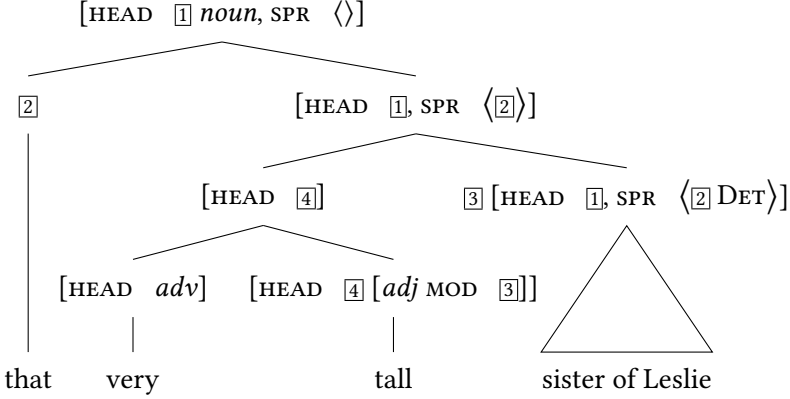 [HEAD 1 noun, SPR ⟨⟩]
2 [HEAD 1, SPR ⟨2⟩]
[HEAD 4] 3 [HEAD 1, SPR ⟨2 DET⟩]
[HEAD adv] [HEAD 4 [adj MOD 3]]
that very tall sister of Leslie